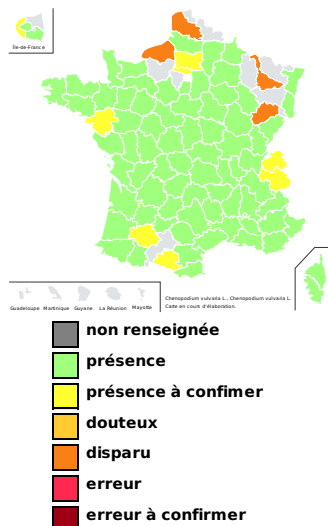 Île-de-France
Guadeloupe Martinique Guyane La Réunion Mayotte
Chenopodium vulvaria L., Chenopodium vulvaria L.
Carte en cours d'élaboration.
non renseignée
présence
présence à confimer
douteux
disparu
erreur
erreur à confirmer